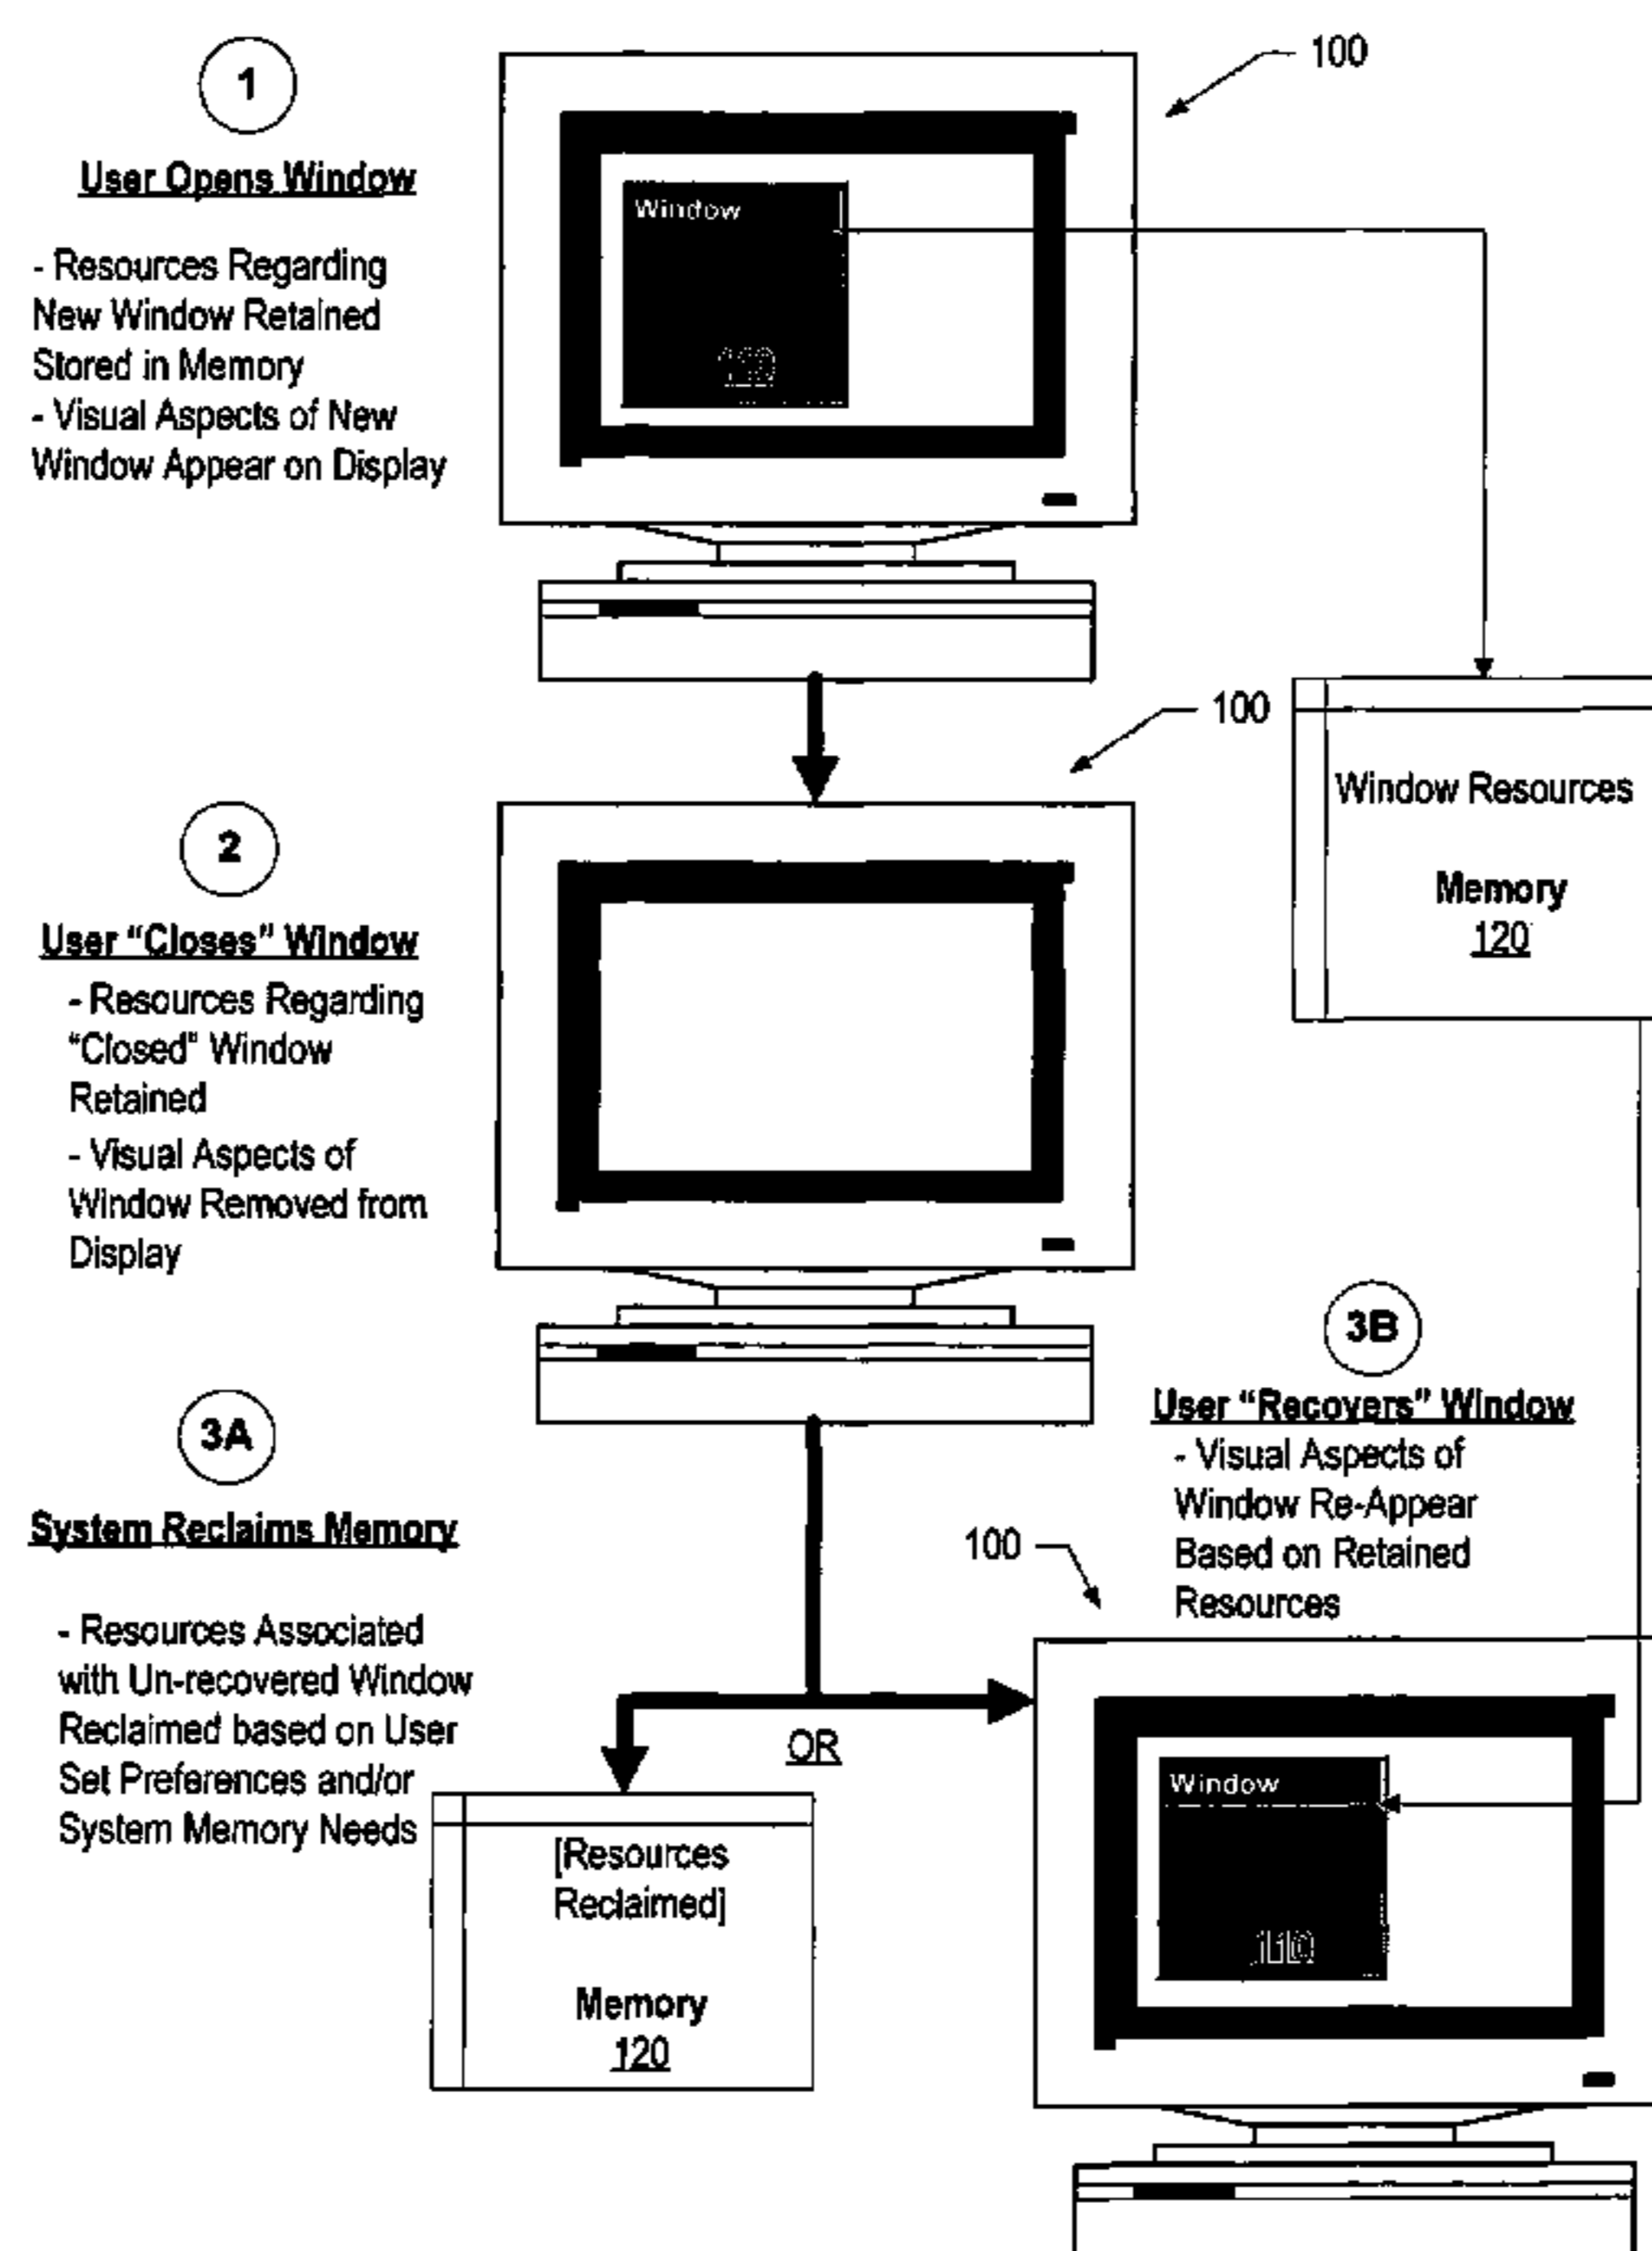 1
100
User Opens Window
Window
- Resources Regarding
New Window Retained
Stored in Memory
- Visual Aspects of New
Window Appear on Display
100
Window Resources
Memory
120
2
User “Closes” Window
- Resources Regarding
“Closed” Window
Retained
- Visual Aspects of
Window Removed from
Display
3A
System Reclaims Memory
- Resources Associated
with Un-recovered Window
Reclaimed based on User
Set Preferences and/or
System Memory Needs
OR
[Resources
Reclaimed]
Memory
120
3B
User “Recovers” Window
- Visual Aspects of
Window Re-Appear
Based on Retained
Resources
100
Window
110